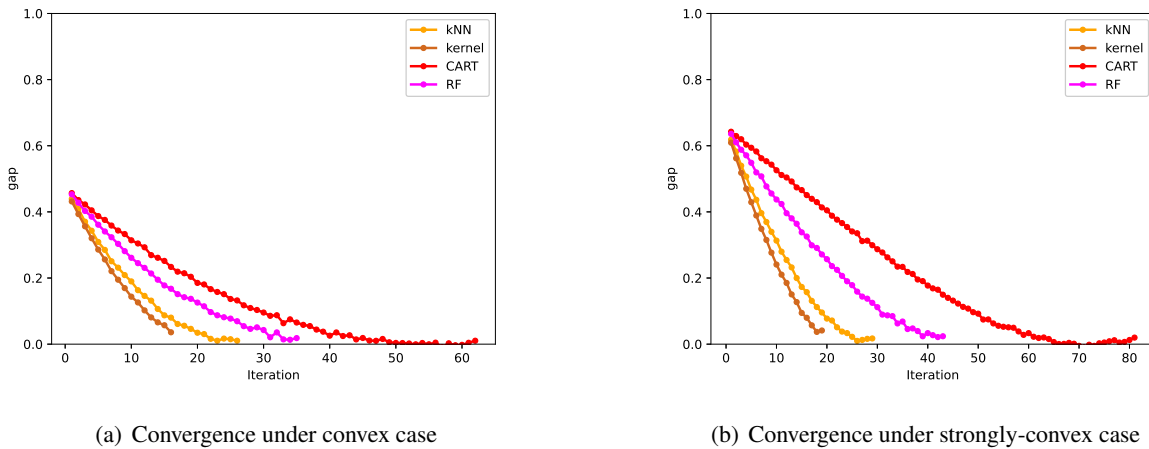 1.0
0.8
0.6
0.4
0.2
0.0
gap
0 10 20 30 40 50 60
Iteration
kNN
kernel
CART
RF
(a) Convergence under convex case
1.0
0.8
0.6
0.4
0.2
0.0
gap
0 10 20 30 40 50 60 70 80
Iteration
kNN
kernel
CART
RF
(b) Convergence under strongly-convex case